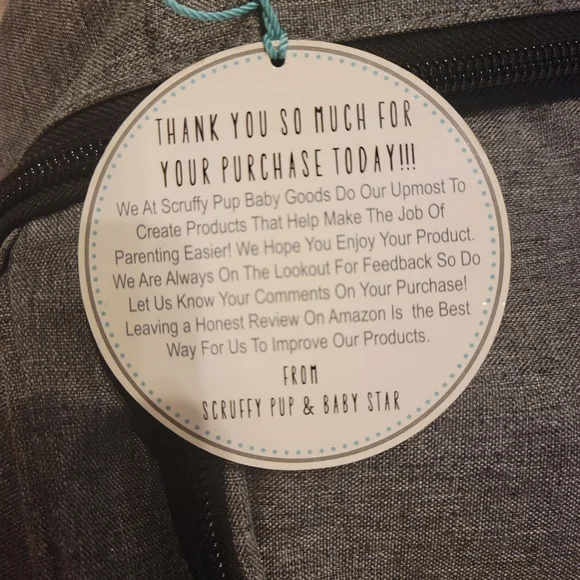 THANK YOU SO MUCH FOR
YOUR PURCHASE TODAY!!!
We At Scruffy Pup Baby Goods Do Our Upmost To
Create Products That Help Make The Job Of
Parenting Easier! We Hope You Enjoy Your Product.
We Are Always On The Lookout For Feedback So Do
Let Us Know Your Comments On Your Purchase!
Leaving a Honest Review On Amazon Is the Best
Way For Us To Improve Our Products.
FROM
SCRUFFY PUP & BABY STAR